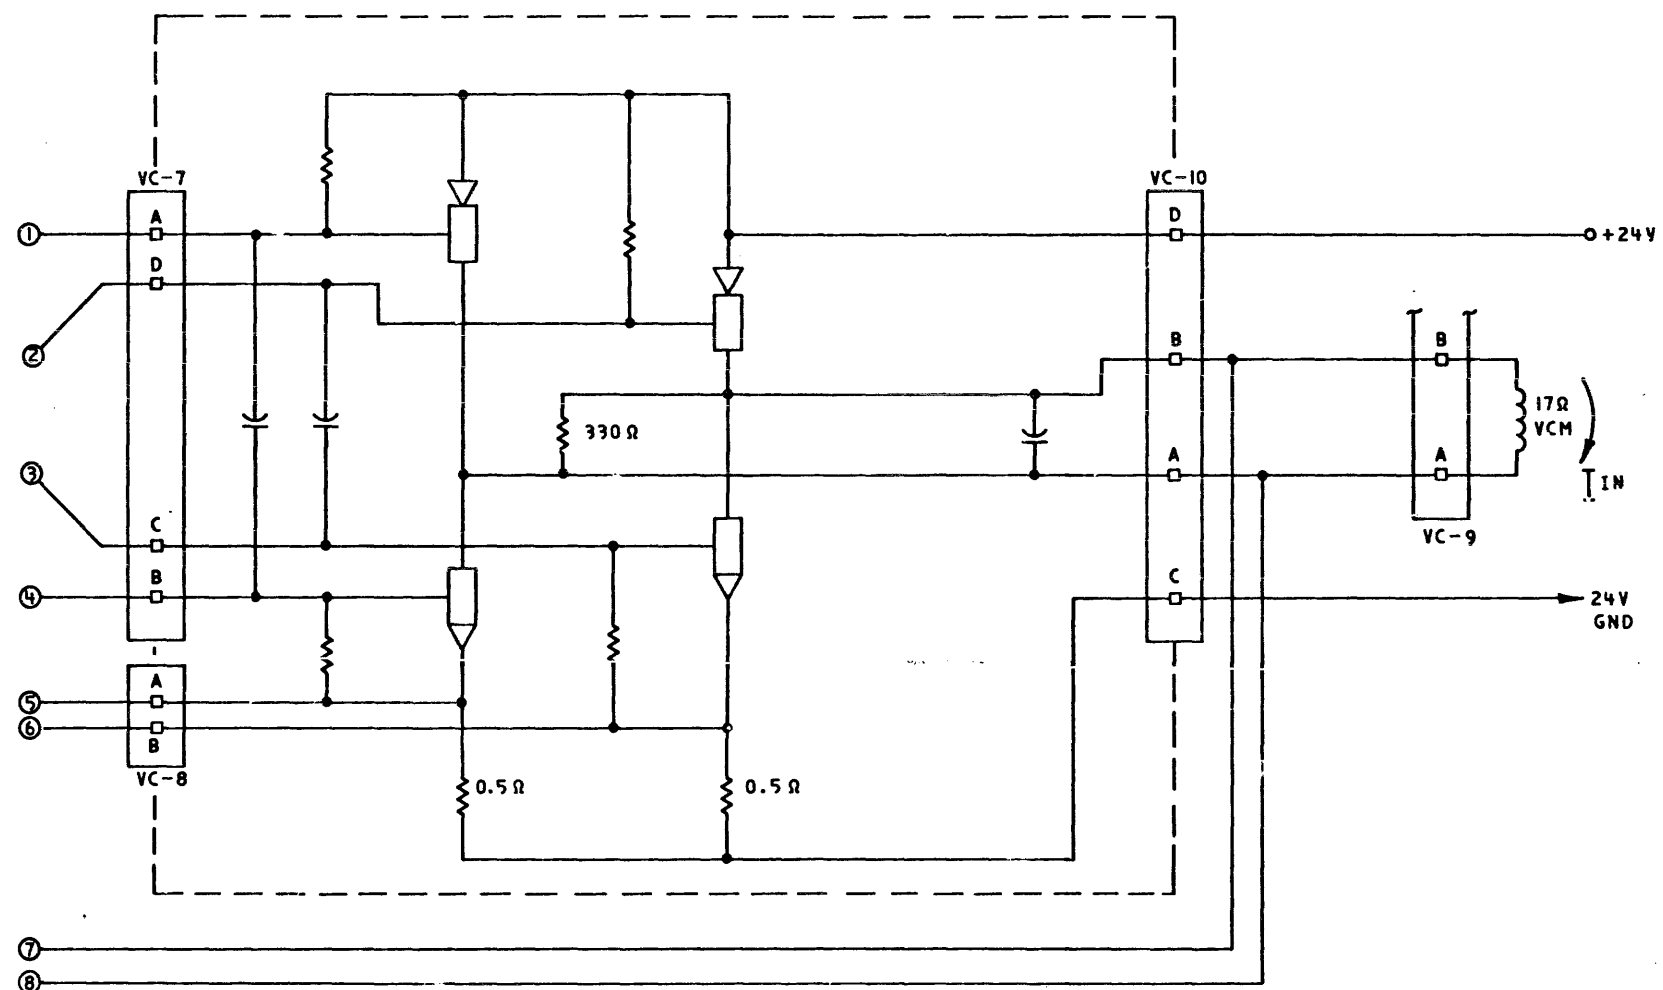 VC-7
VC-10
A
D
①
+24V
D
②
B
B
330Ω
17Ω
VCM
③
A
A
IIN
C
VC-9
B
C
④
24V
GND
A
⑤
⑥
B
VC-8
0.5Ω
0.5Ω
⑦
⑧